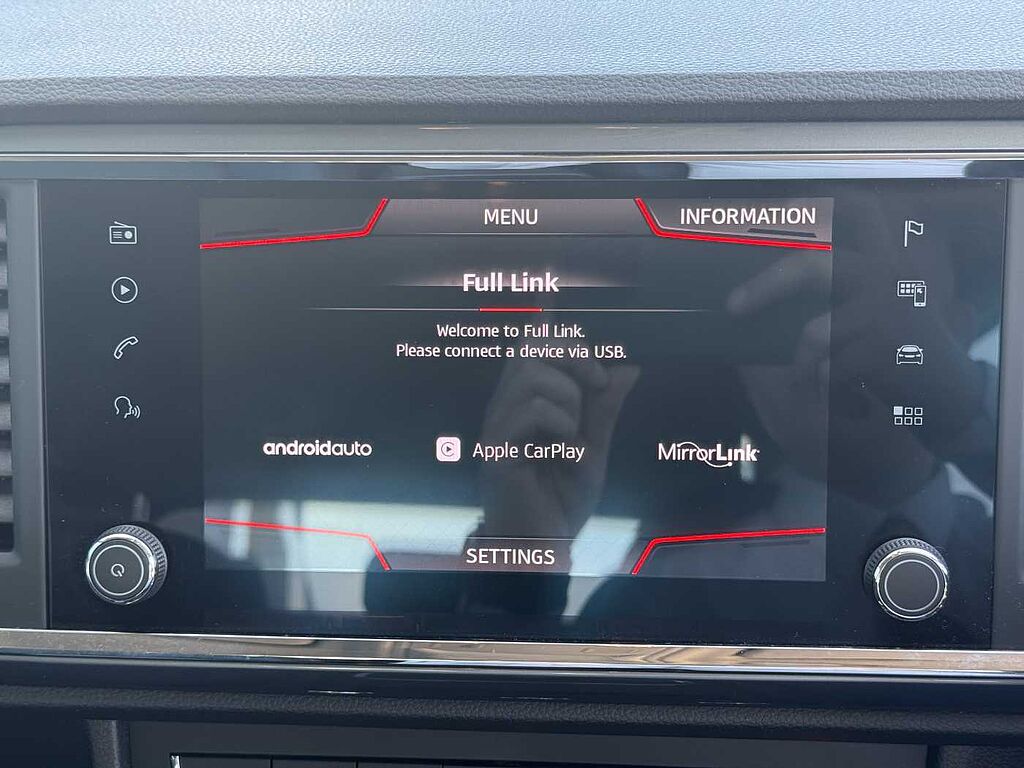 MENU
INFORMATION
Full Link
Welcome to Full Link.
Please connect a device via USB.
androidauto
Apple CarPlay
MirrorLink
SETTINGS